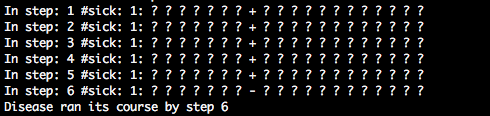 In step: 1 #sick: 1: ? ? ? ? ? ? ? + ? ? ? ? ? ? ? ? ? ? ? ?
In step: 2 #sick: 1: ? ? ? ? ? ? ? + ? ? ? ? ? ? ? ? ? ? ? ?
In step: 3 #sick: 1: ? ? ? ? ? ? ? + ? ? ? ? ? ? ? ? ? ? ? ?
In step: 4 #sick: 1: ? ? ? ? ? ? ? + ? ? ? ? ? ? ? ? ? ? ? ?
In step: 5 #sick: 1: ? ? ? ? ? ? ? + ? ? ? ? ? ? ? ? ? ? ? ?
In step: 6 #sick: 1: ? ? ? ? ? ? ? - ? ? ? ? ? ? ? ? ? ? ? ?
Disease ran its course by step 6